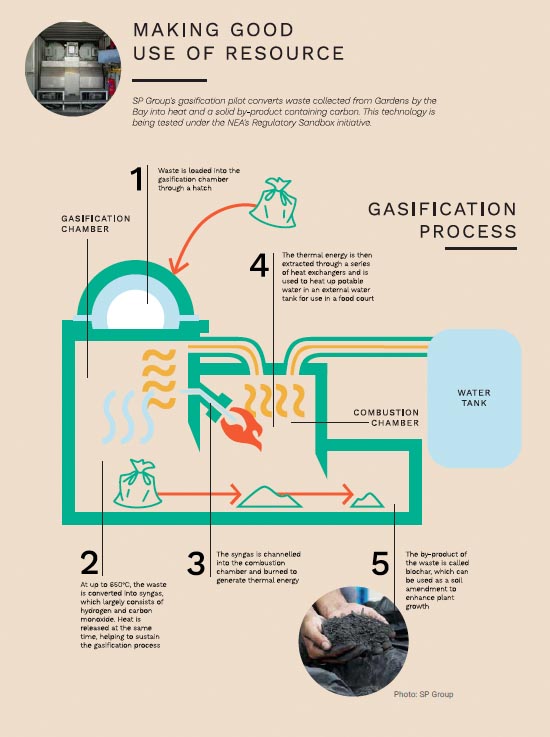 MAKING GOOD
USE OF RESOURCE
SP Group's gasification pilot converts waste collected from Gardens by the
Bay into heat and a solid by-product containing carbon. This technology is
being tested under the NEA's Regulatory Sandbox initiative.
1
Waste is loaded into the
gasification chamber
through a hatch
GASIFICATION
CHAMBER
GASIFICATION
PROCESS
4
The thermal energy is then
extracted through a series
of heat exchangers and is
used to heat up potable
water in an external water
tank for use in a food court
WATER
TANK
COMBUSTION
CHAMBER
2
At up to 650°C, the waste
is converted into syngas,
which largely consists of
hydrogen and carbon
monoxide. Heat is
released at the same
time, helping to sustain
the gasification process
3
The syngas is channelled
into the combustion
chamber and burned to
generate thermal energy
5
The by-product of
the waste is called
biochar, which can
be used as a soil
amendment to
enhance plant
growth
Photo: SP Group